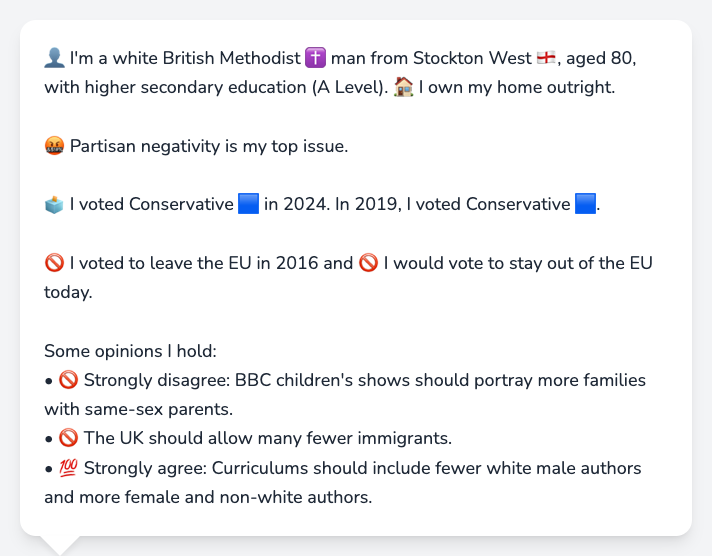 👤 I'm a white British Methodist ✝️ man from Stockton West 🏴󠁧󠁢󠁥󠁮󠁧󠁿, aged 80,
with higher secondary education (A Level). 🏠 I own my home outright.
🤬 Partisan negativity is my top issue.
🗳️ I voted Conservative 🟦 in 2024. In 2019, I voted Conservative 🟦.
🚫 I voted to leave the EU in 2016 and 🚫 I would vote to stay out of the EU
today.
Some opinions I hold:
• 🚫 Strongly disagree: BBC children's shows should portray more families
with same-sex parents.
• 🚫 The UK should allow many fewer immigrants.
• 💯 Strongly agree: Curriculums should include fewer white male authors
and more female and non-white authors.